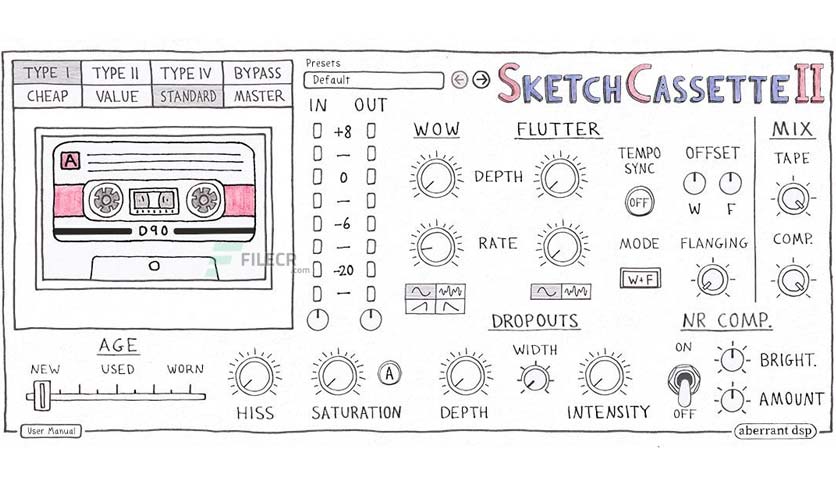 TYPE I TYPE II TYPE IV BYPASS
CHEAP VALUE STANDARD MASTER
Presets
Default
SKETCHCASSETTE II
IN OUT
+8
0
-6
-20
A
D90
FILECR
.com
WOW FLUTTER
DEPTH
RATE
TEMPO
SYNC
OFF
MODE
W+F
OFFSET
W F
FLANGING
MIX
TAPE
COMP.
AGE
NEW USED WORN
HISS
SATURATION
A
DROPOUTS
WIDTH
DEPTH
INTENSITY
NR COMP.
ON
OFF
BRIGHT.
AMOUNT
User Manual
aberrant dsp